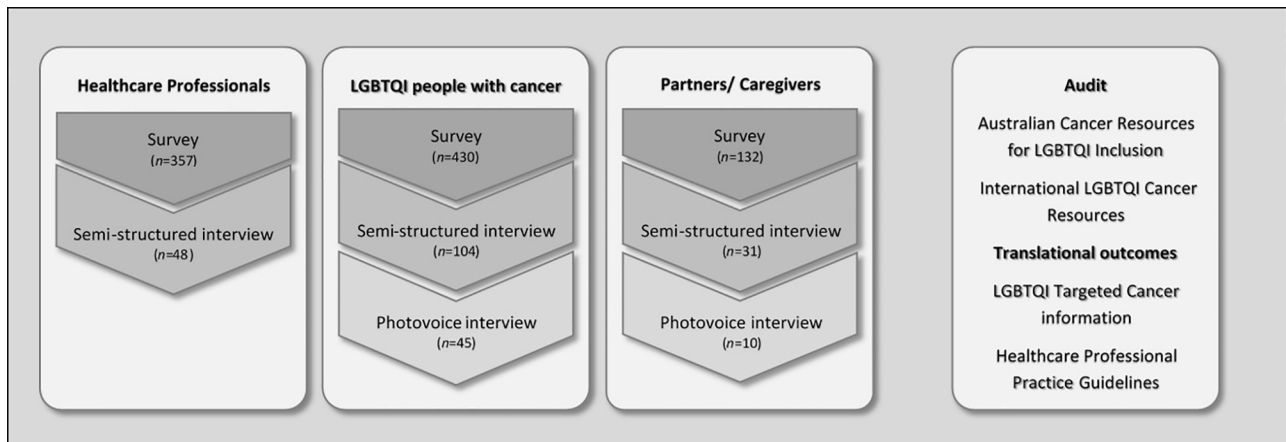 Healthcare Professionals
Survey
(n=357)
Semi-structured interview
(n=48)
LGBTQI people with cancer
Survey
(n=430)
Semi-structured interview
(n=104)
Photovoice interview
(n=45)
Partners/ Caregivers
Survey
(n=132)
Semi-structured interview
(n=31)
Photovoice interview
(n=10)
Audit
Australian Cancer Resources
for LGBTQI Inclusion
International LGBTQI Cancer
Resources
Translational outcomes
LGBTQI Targeted Cancer
information
Healthcare Professional
Practice Guidelines